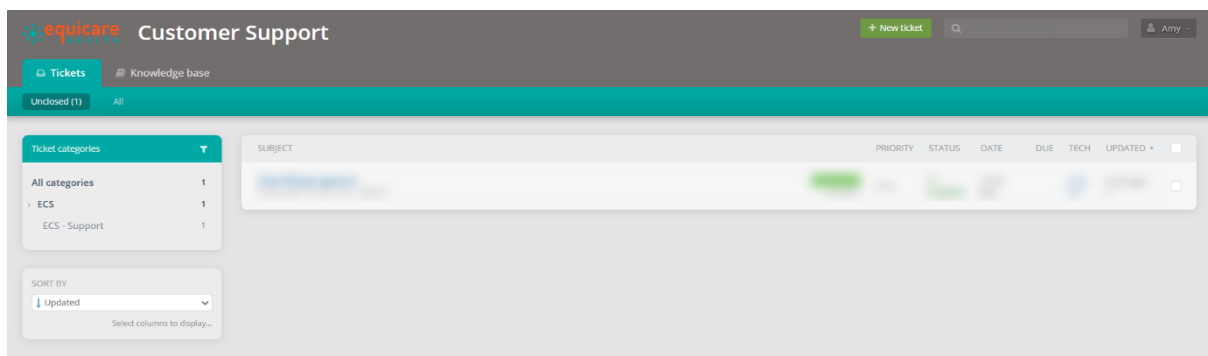 equicare Customer Support
+ New ticket
Amy
Tickets
Knowledge base
Unclosed (1)
All
Ticket categories
All categories 1
ECS 1
ECS - Support 1
SORT BY
Updated
Select columns to display...
SUBJECT PRIORITY STATUS DATE DUE TECH UPDATED